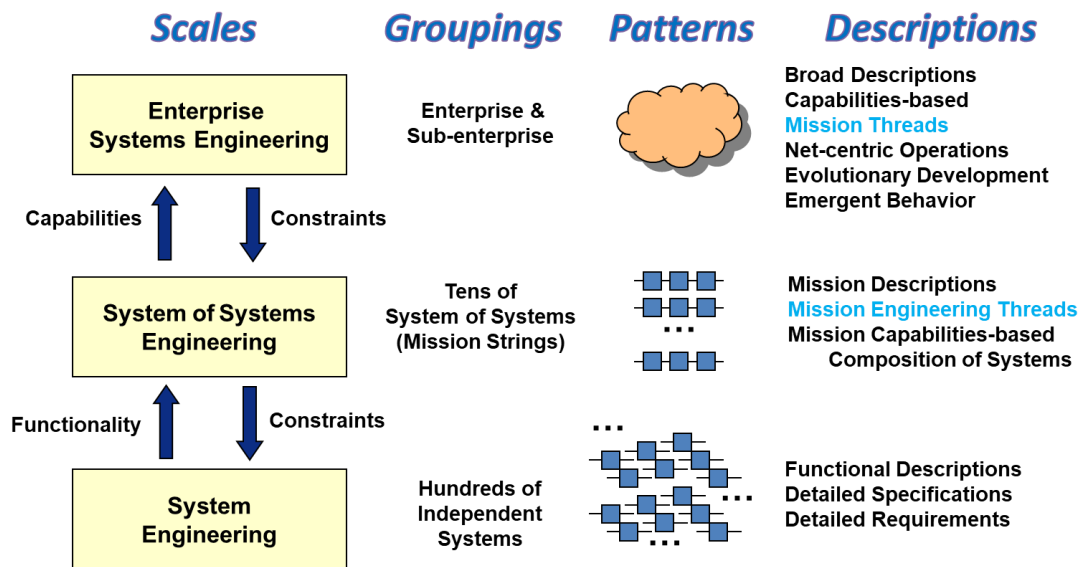 Scales
Groupings
Patterns
Descriptions
Enterprise
Systems Engineering
Enterprise &
Sub-enterprise
Broad Descriptions
Capabilities-based
Mission Threads
Net-centric Operations
Evolutionary Development
Emergent Behavior
Capabilities
Constraints
System of Systems
Engineering
Tens of
System of Systems
(Mission Strings)
Mission Descriptions
Mission Engineering Threads
Mission Capabilities-based
Composition of Systems
Functionality
Constraints
System
Engineering
Hundreds of
Independent
Systems
Functional Descriptions
Detailed Specifications
Detailed Requirements